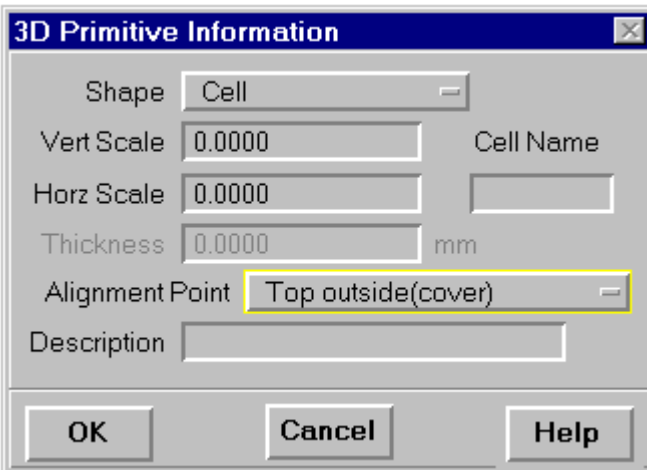 3D Primitive Information
Shape Cell
Vert Scale 0.0000 Cell Name
Horz Scale 0.0000
Thickness 0.0000 mm
Alignment Point Top outside(cover)
Description
OK Cancel Help